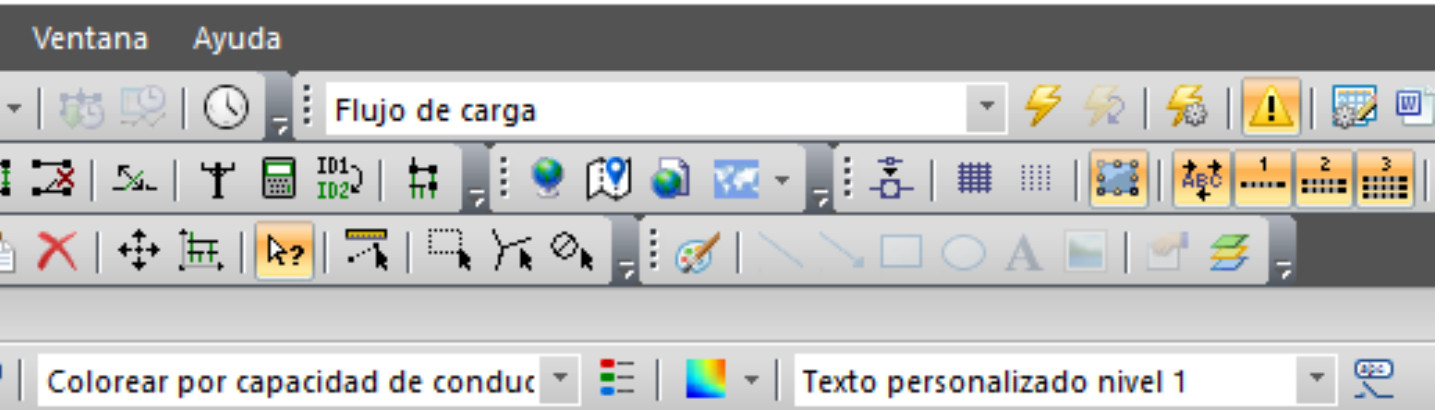 Ventana Ayuda
Flujo de carga
W
ID1
ID2
ABC
1
2
3
?
A
Colorear por capacidad de conduc
Texto personalizado nivel 1
abc